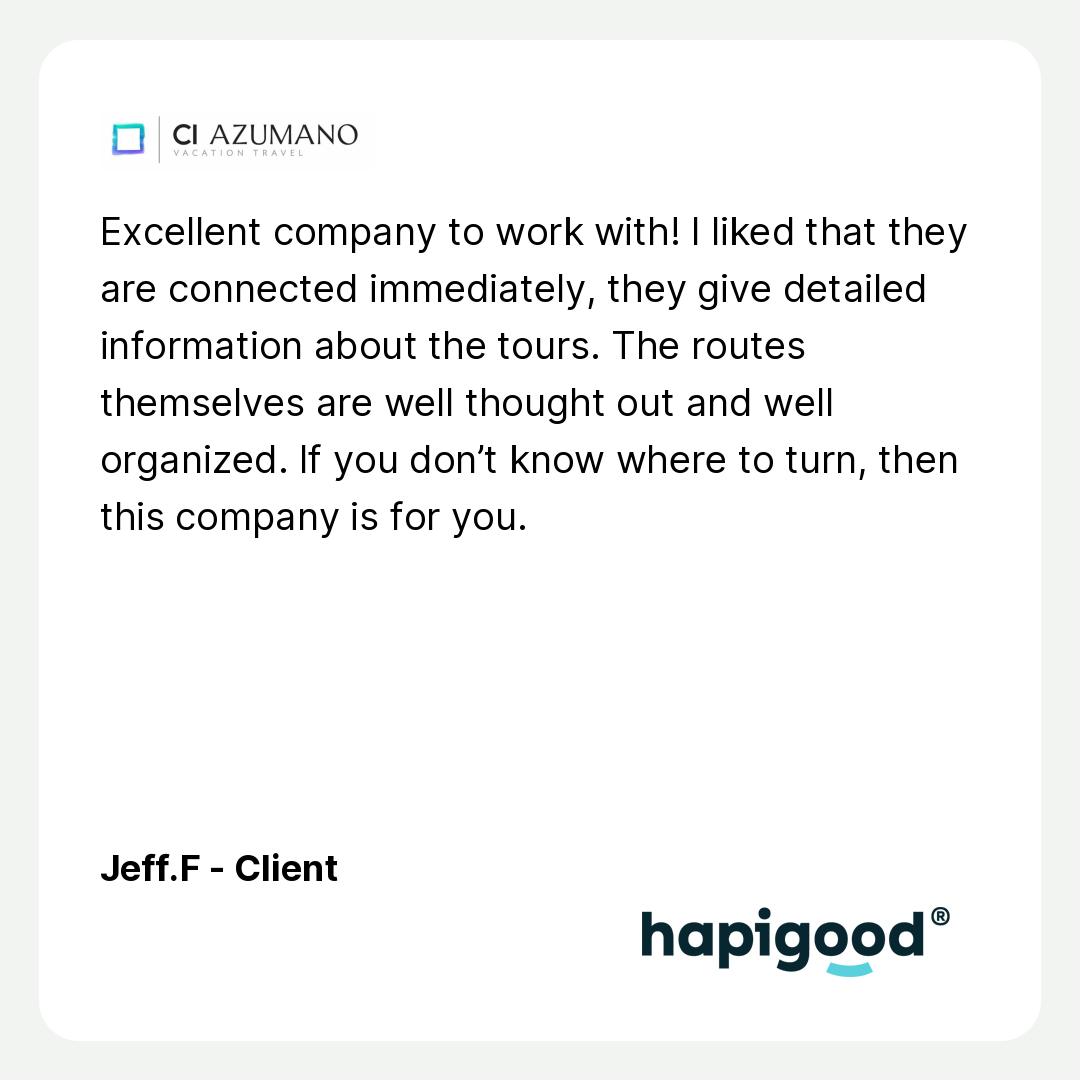 CI AZUMANO
VACATION TRAVEL
Excellent company to work with! I liked that they
are connected immediately, they give detailed
information about the tours. The routes
themselves are well thought out and well
organized. If you don’t know where to turn, then
this company is for you.
Jeff.F - Client
hapigood®